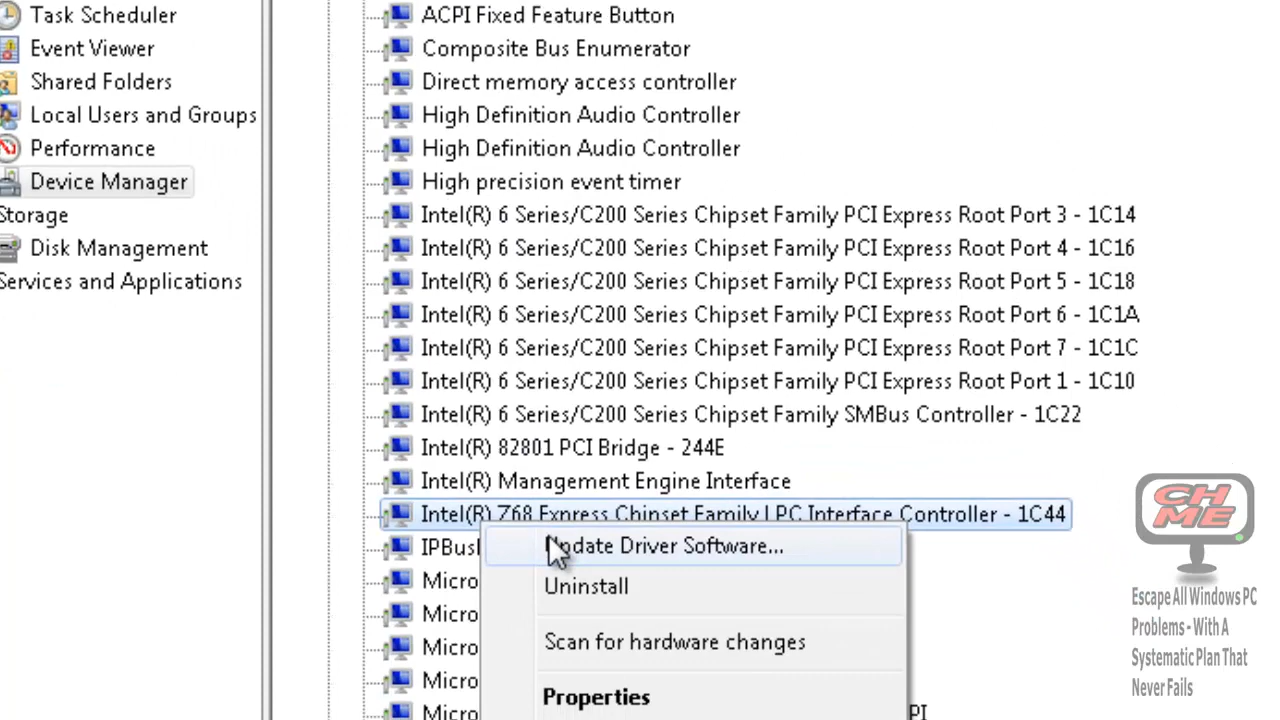 Task Scheduler
Event Viewer
Shared Folders
Local Users and Groups
Performance
Device Manager
Storage
Disk Management
Services and Applications
ACPI Fixed Feature Button
Composite Bus Enumerator
Direct memory access controller
High Definition Audio Controller
High Definition Audio Controller
High precision event timer
Intel(R) 6 Series/C200 Series Chipset Family PCI Express Root Port 3 - 1C14
Intel(R) 6 Series/C200 Series Chipset Family PCI Express Root Port 4 - 1C16
Intel(R) 6 Series/C200 Series Chipset Family PCI Express Root Port 5 - 1C18
Intel(R) 6 Series/C200 Series Chipset Family PCI Express Root Port 6 - 1C1A
Intel(R) 6 Series/C200 Series Chipset Family PCI Express Root Port 7 - 1C1C
Intel(R) 6 Series/C200 Series Chipset Family PCI Express Root Port 1 - 1C10
Intel(R) 6 Series/C200 Series Chipset Family SMBus Controller - 1C22
Intel(R) 82801 PCI Bridge - 244E
Intel(R) Management Engine Interface
Intel(R) Z68 Express Chipset Family LPC Interface Controller - 1C44
IPBus
Micro
Micro
Micro
Micro
Micro PI
Update Driver Software...
Uninstall
Scan for hardware changes
Properties
CH
ME
Escape All Windows PC
Problems - With A
Systematic Plan That
Never Fails